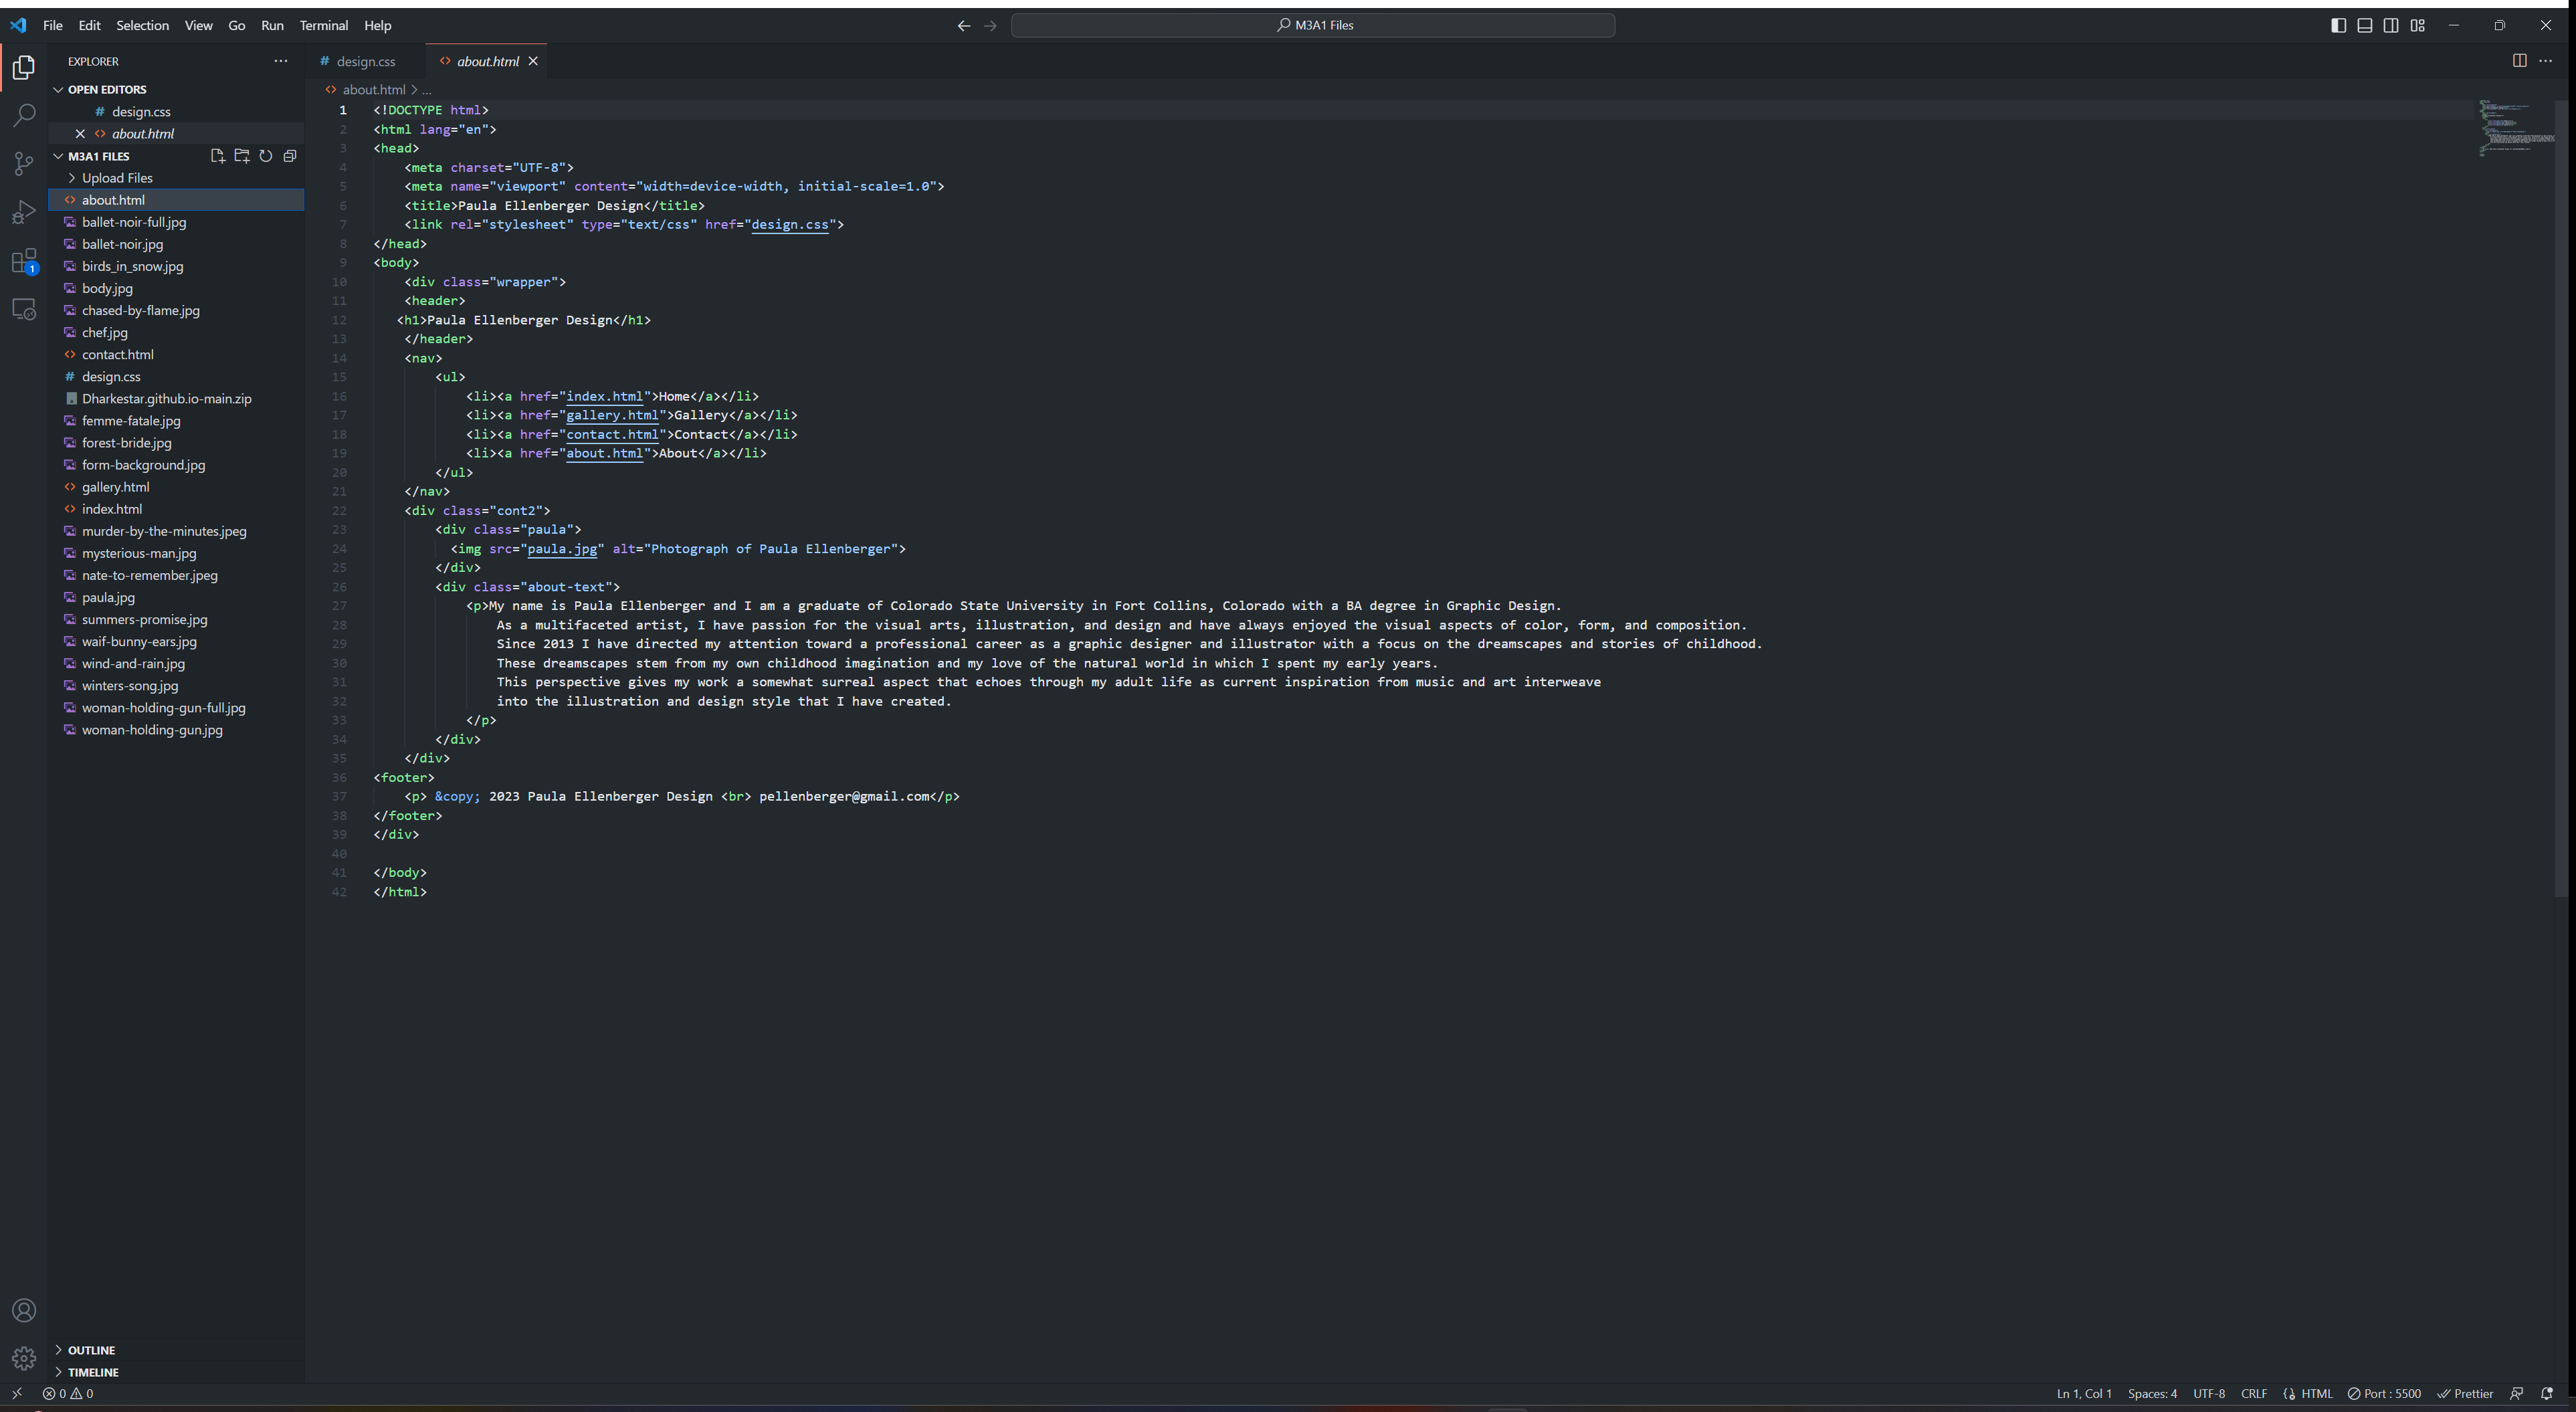 File Edit Selection View Go Run Terminal Help
M3A1 Files
EXPLORER
OPEN EDITORS
# design.css
<> about.html
M3A1 FILES
Upload Files
<> about.html
ballet-noir-full.jpg
ballet-noir.jpg
birds_in_snow.jpg
body.jpg
chased-by-flame.jpg
chef.jpg
<> contact.html
# design.css
Dharkestar.github.io-main.zip
femme-fatale.jpg
forest-bride.jpg
form-background.jpg
<> gallery.html
<> index.html
murder-by-the-minutes.jpeg
mysterious-man.jpg
nate-to-remember.jpeg
paula.jpg
summers-promise.jpg
waif-bunny-ears.jpg
wind-and-rain.jpg
winters-song.jpg
woman-holding-gun-full.jpg
woman-holding-gun.jpg
OUTLINE
TIMELINE
1
# design.css <> about.html
<> about.html > ...
1 <!DOCTYPE html>
2 <html lang="en">
3 <head>
4 <meta charset="UTF-8">
5 <meta name="viewport" content="width=device-width, initial-scale=1.0">
6 <title>Paula Ellenberger Design</title>
7 <link rel="stylesheet" type="text/css" href="design.css">
8 </head>
9 <body>
10 <div class="wrapper">
11 <header>
12 <h1>Paula Ellenberger Design</h1>
13 </header>
14 <nav>
15 <ul>
16 <li><a href="index.html">Home</a></li>
17 <li><a href="gallery.html">Gallery</a></li>
18 <li><a href="contact.html">Contact</a></li>
19 <li><a href="about.html">About</a></li>
20 </ul>
21 </nav>
22 <div class="cont2">
23 <div class="paula">
24 <img src="paula.jpg" alt="Photograph of Paula Ellenberger">
25 </div>
26 <div class="about-text">
27 <p>My name is Paula Ellenberger and I am a graduate of Colorado State University in Fort Collins, Colorado with a BA degree in Graphic Design.
28 As a multifaceted artist, I have passion for the visual arts, illustration, and design and have always enjoyed the visual aspects of color, form, and composition.
29 Since 2013 I have directed my attention toward a professional career as a graphic designer and illustrator with a focus on the dreamscapes and stories of childhood.
30 These dreamscapes stem from my own childhood imagination and my love of the natural world in which I spent my early years.
31 This perspective gives my work a somewhat surreal aspect that echoes through my adult life as current inspiration from music and art interweave
32 into the illustration and design style that I have created.
33 </p>
34 </div>
35 </div>
36 <footer>
37 <p> &copy; 2023 Paula Ellenberger Design <br> pellenberger@gmail.com</p>
38 </footer>
39 </div>
40
41 </body>
42 </html>
0 0
Ln 1, Col 1 Spaces: 4 UTF-8 CRLF HTML Port : 5500 Prettier